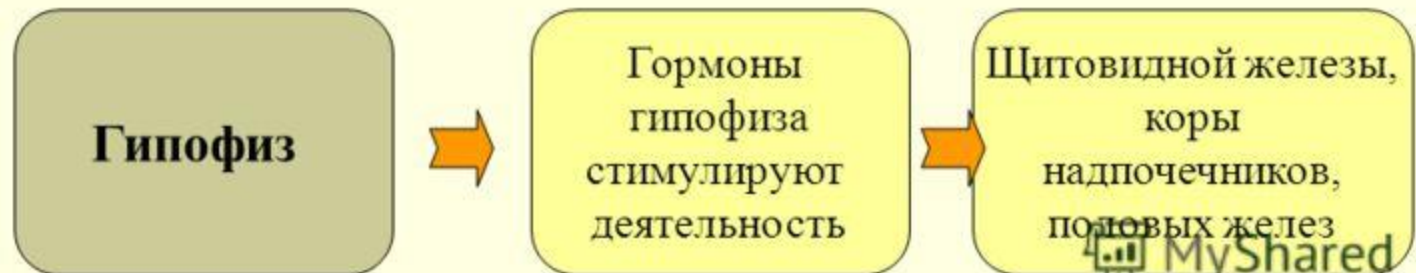 Гипофиз
Гормоны
гипофиза
стимулируют
деятельность
Щитовидной железы,
коры
надпочечников,
половых желез
MyShared